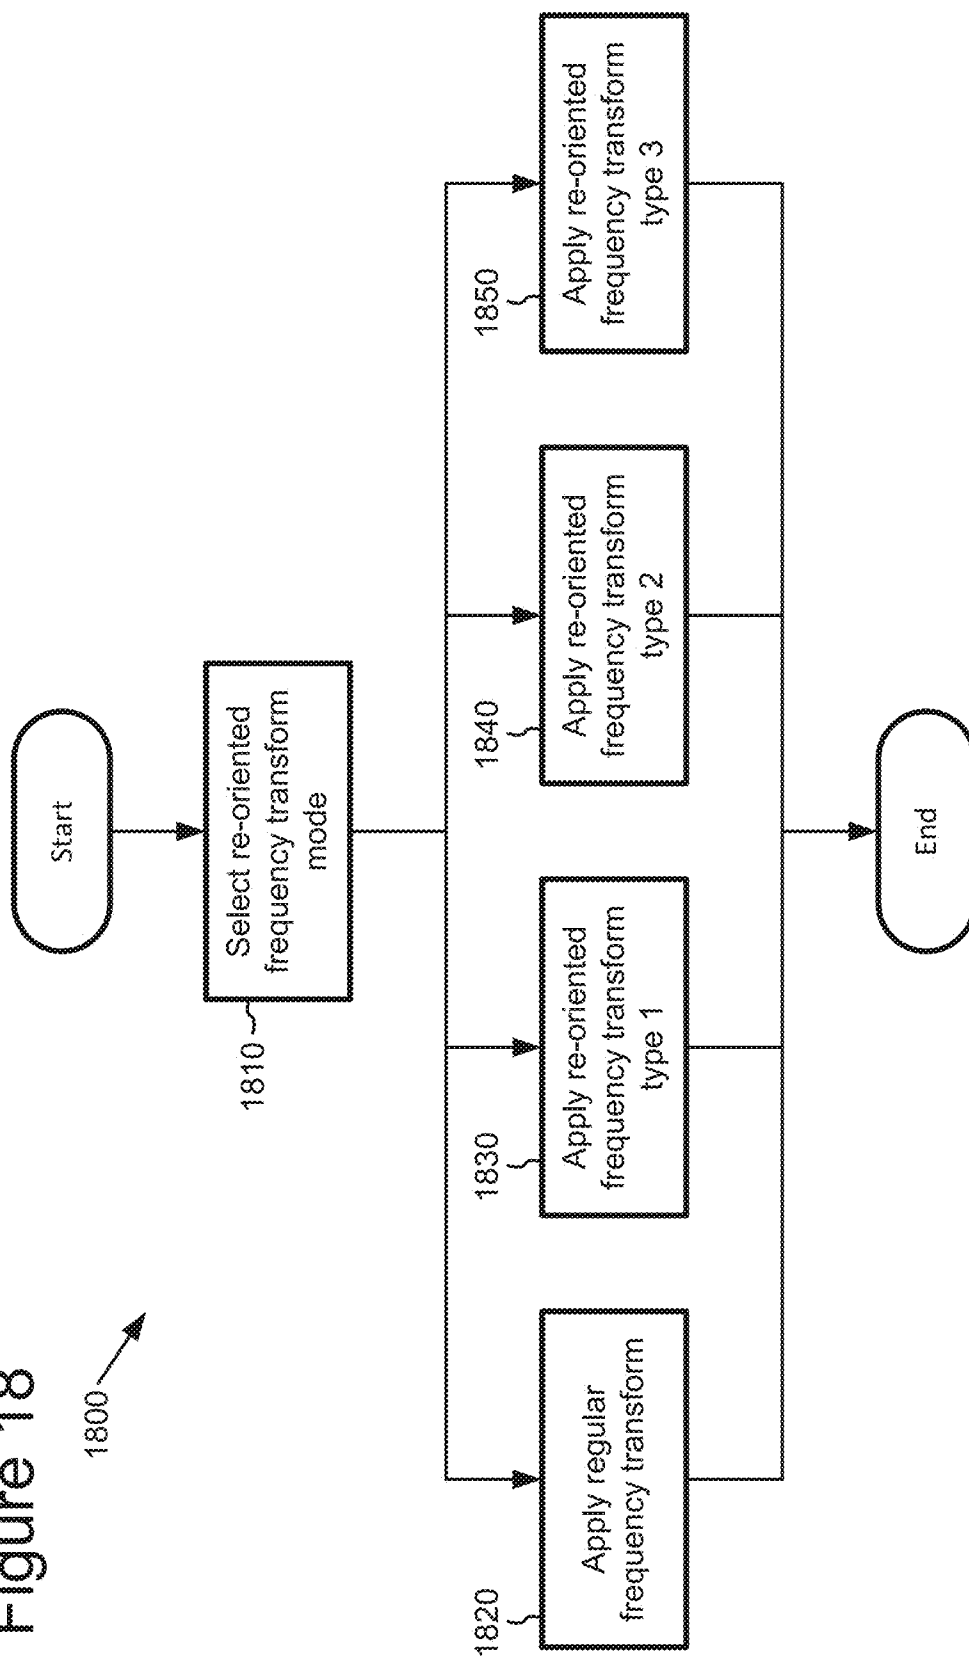 Figure 18
1800
Start
1810
Select re-oriented
frequency transform
mode
1820
Apply regular
frequency transform
1830
Apply re-oriented
frequency transform
type 1
1840
Apply re-oriented
frequency transform
type 2
1850
Apply re-oriented
frequency transform
type 3
End